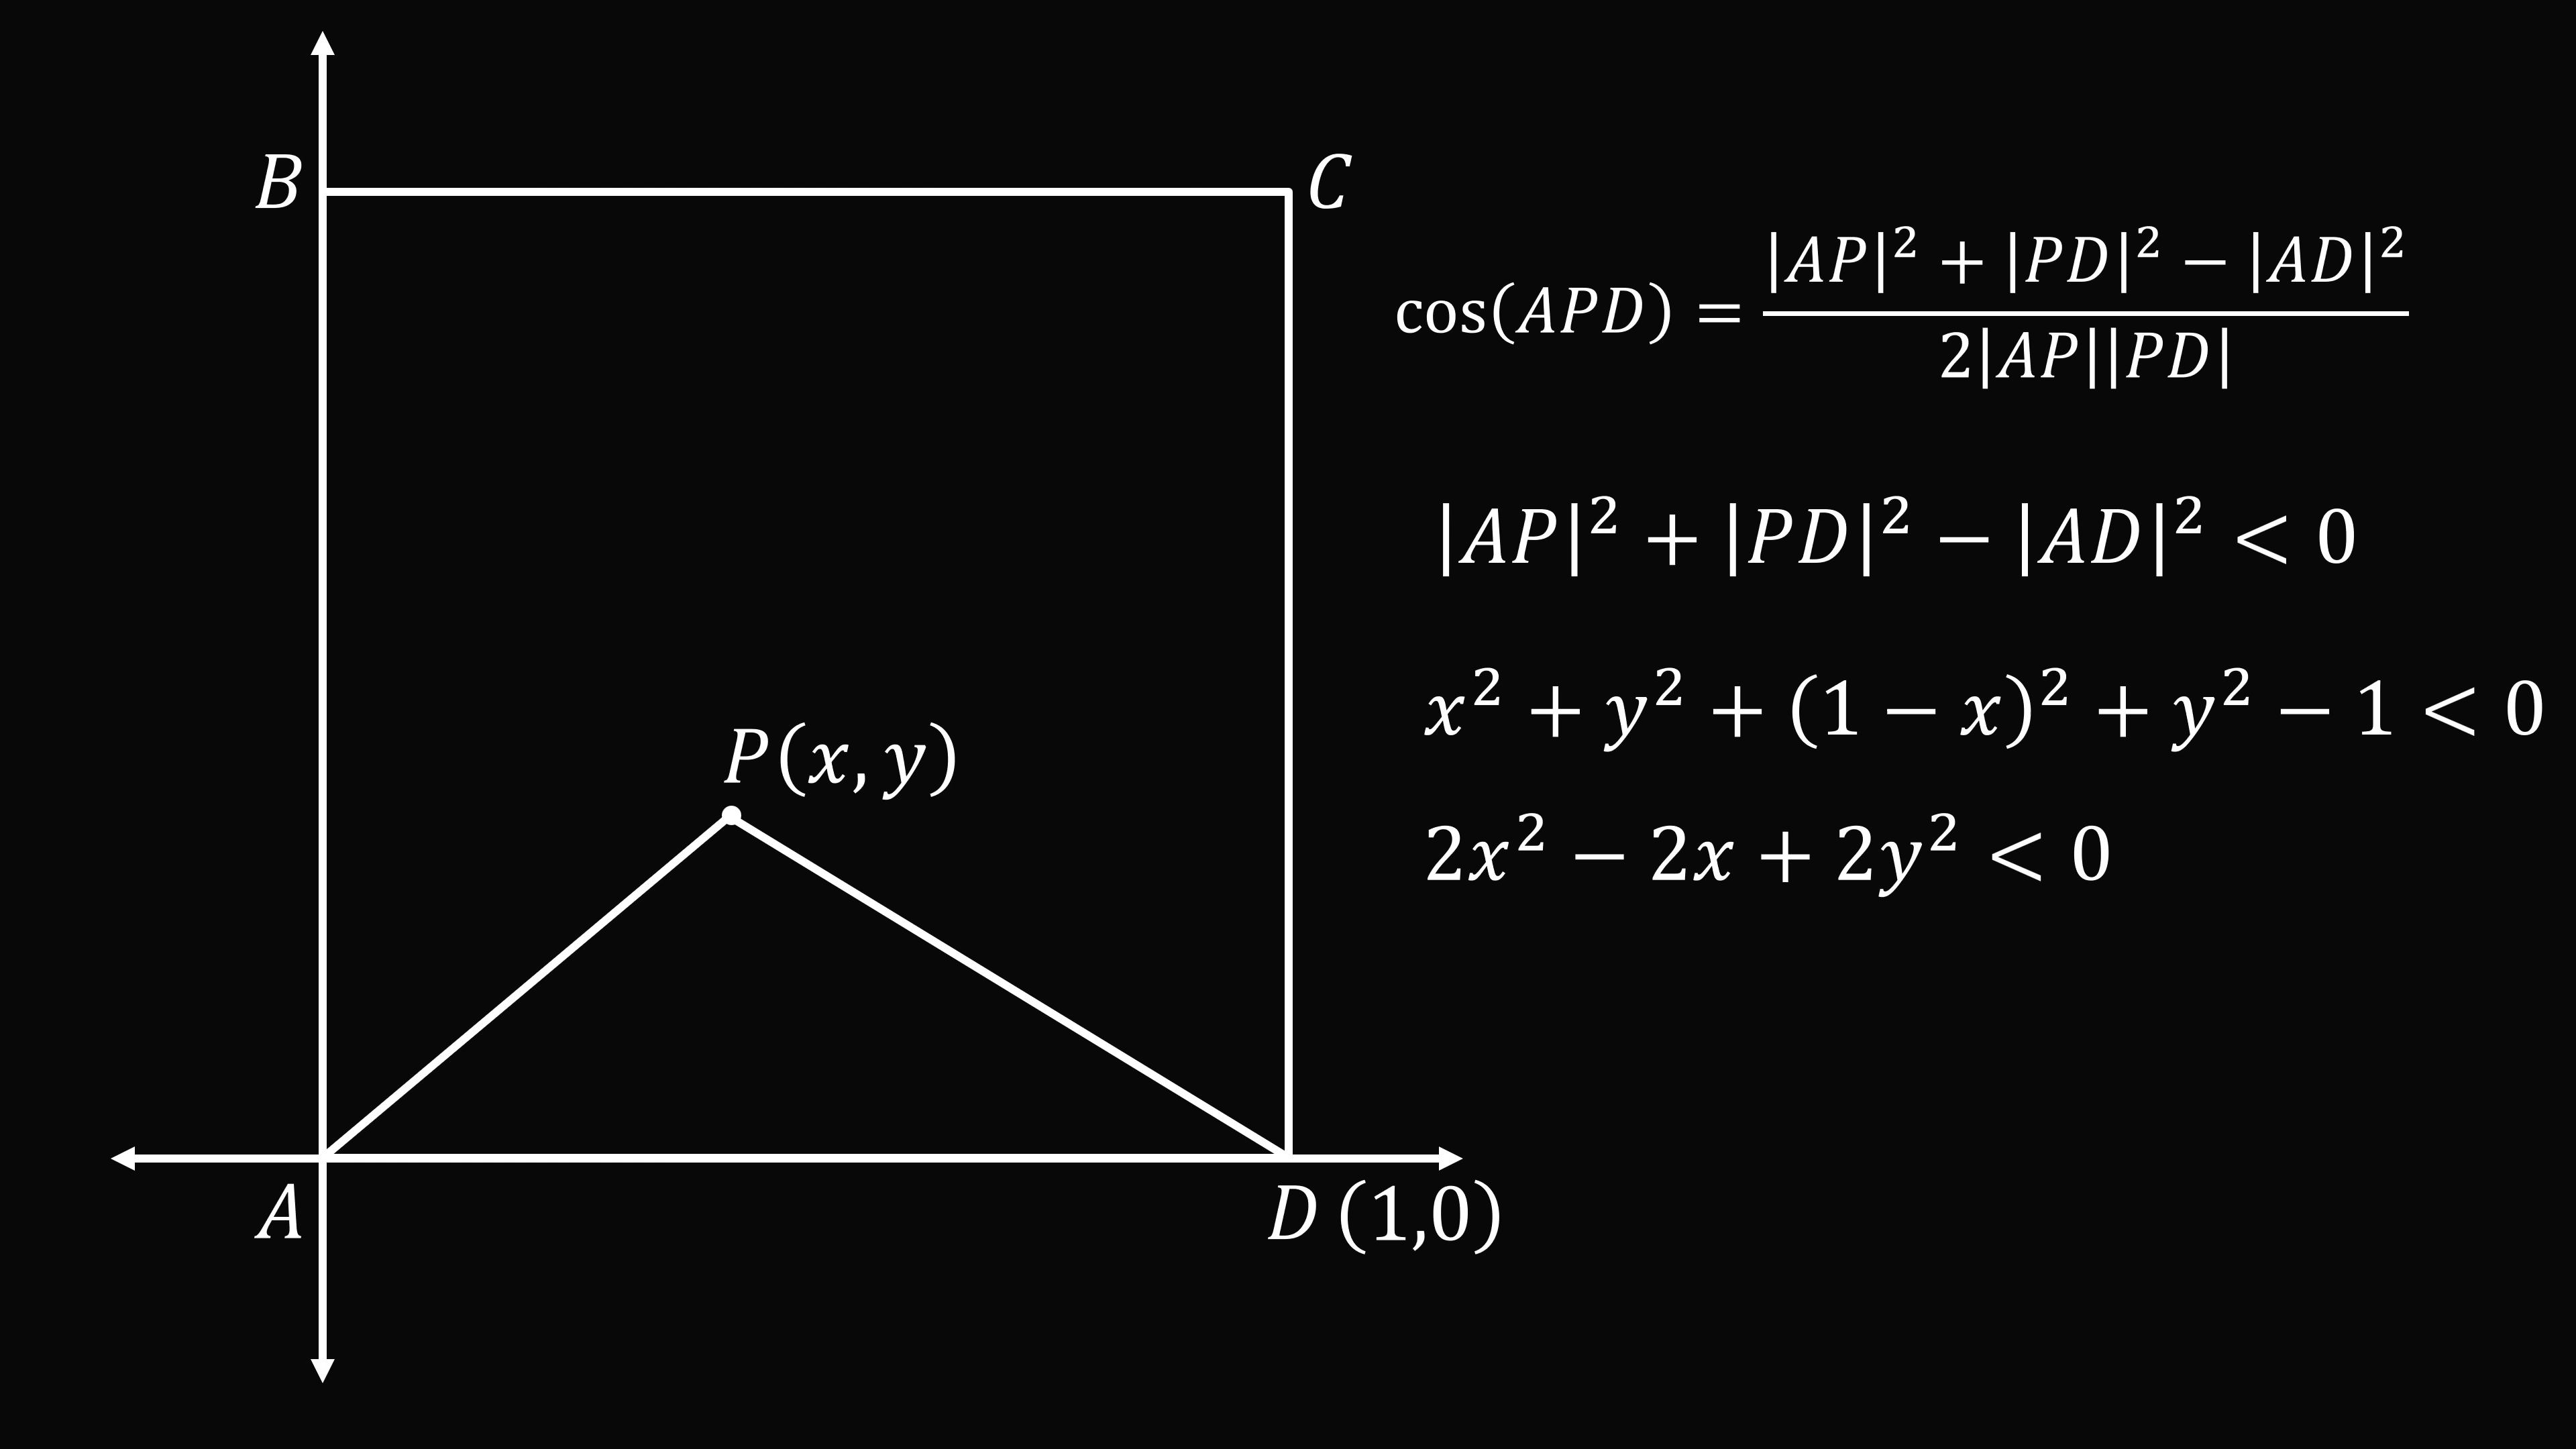 B
C
cos(APD) = |AP|² + |PD|² − |AD|² / 2|AP||PD|
|AP|² + |PD|² − |AD|² < 0
x² + y² + (1 − x)² + y² − 1 < 0
P(x, y)
2x² − 2x + 2y² < 0
A
D (1,0)